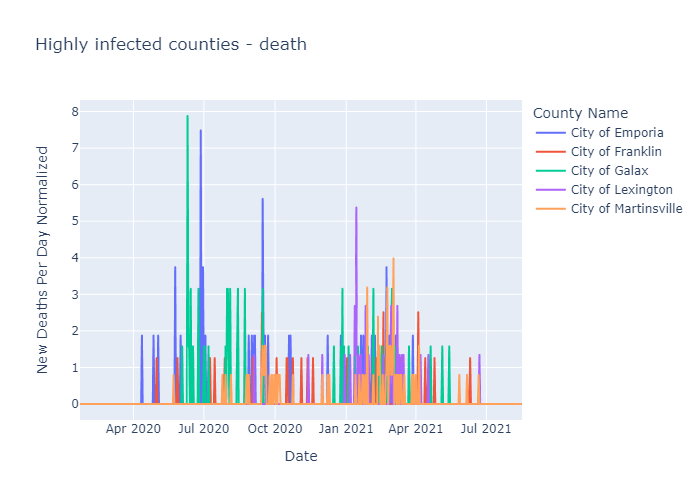 Highly infected counties - death
County Name
City of Emporia
City of Franklin
City of Galax
City of Lexington
City of Martinsville
New Deaths Per Day Normalized
8
7
6
5
4
3
2
1
0
Apr 2020
Jul 2020
Oct 2020
Jan 2021
Apr 2021
Jul 2021
Date